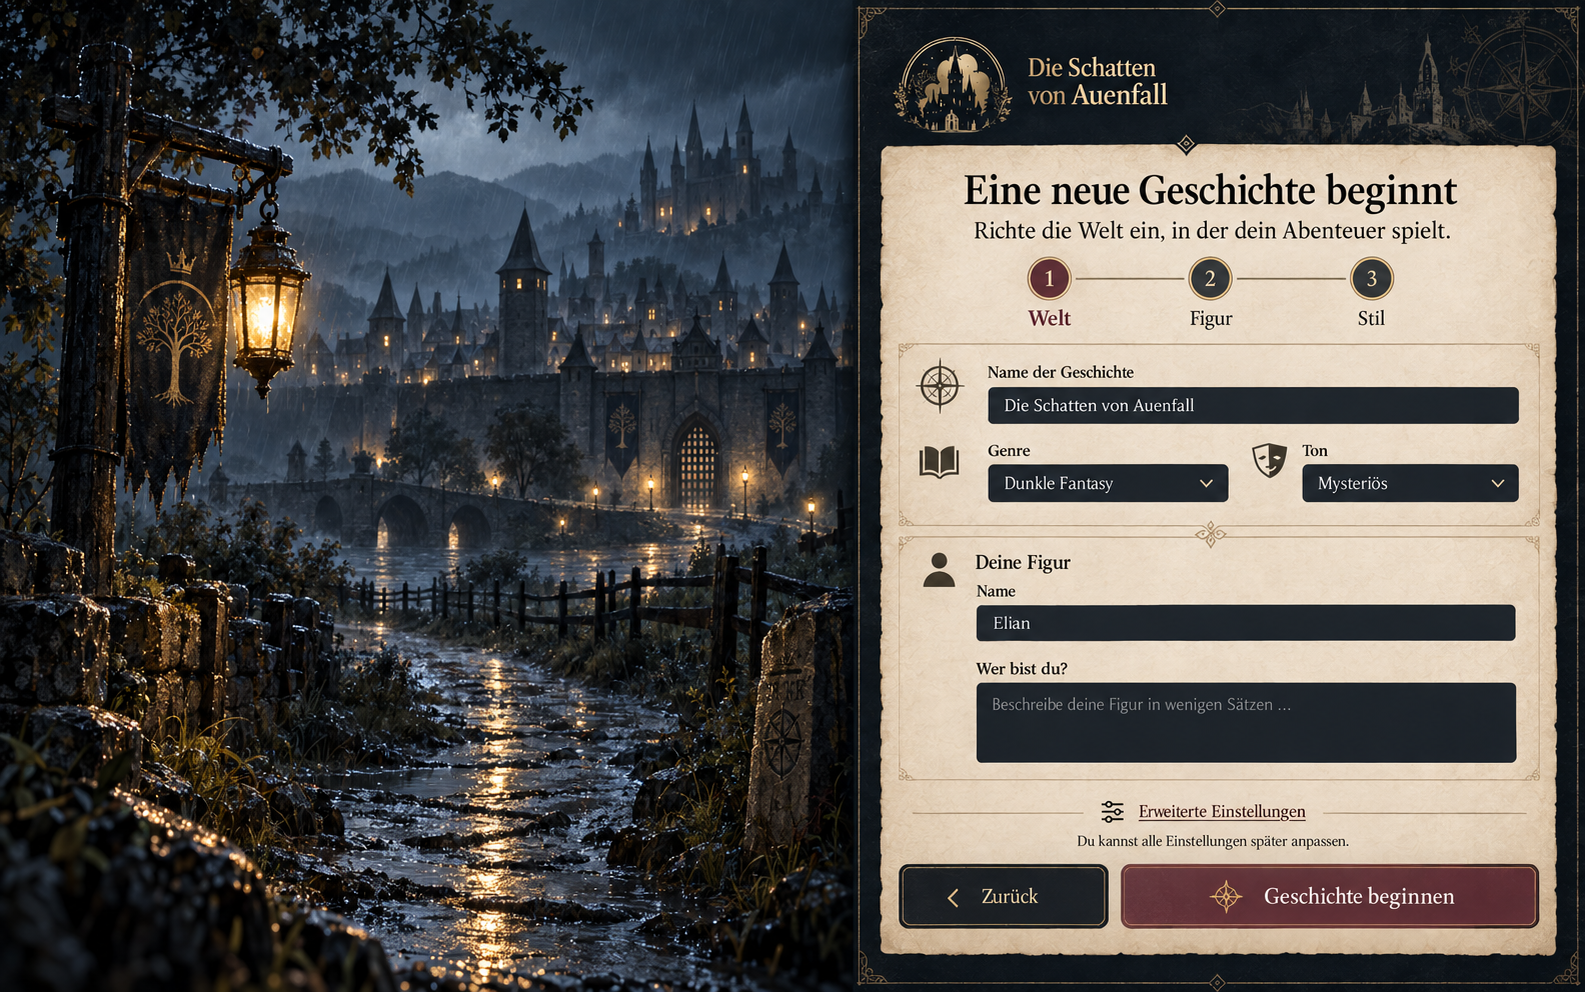 Die Schatten
von Auenfall
Eine neue Geschichte beginnt
Richte die Welt ein, in der dein Abenteuer spielt.
1
2
3
Welt
Figur
Stil
Name der Geschichte
Die Schatten von Auenfall
Genre
Ton
Dunkle Fantasy
Mysteriös
Deine Figur
Name
Elian
Wer bist du?
Beschreibe deine Figur in wenigen Sätzen ...
Erweiterte Einstellungen
Du kannst alle Einstellungen später anpassen.
Zurück
Geschichte beginnen